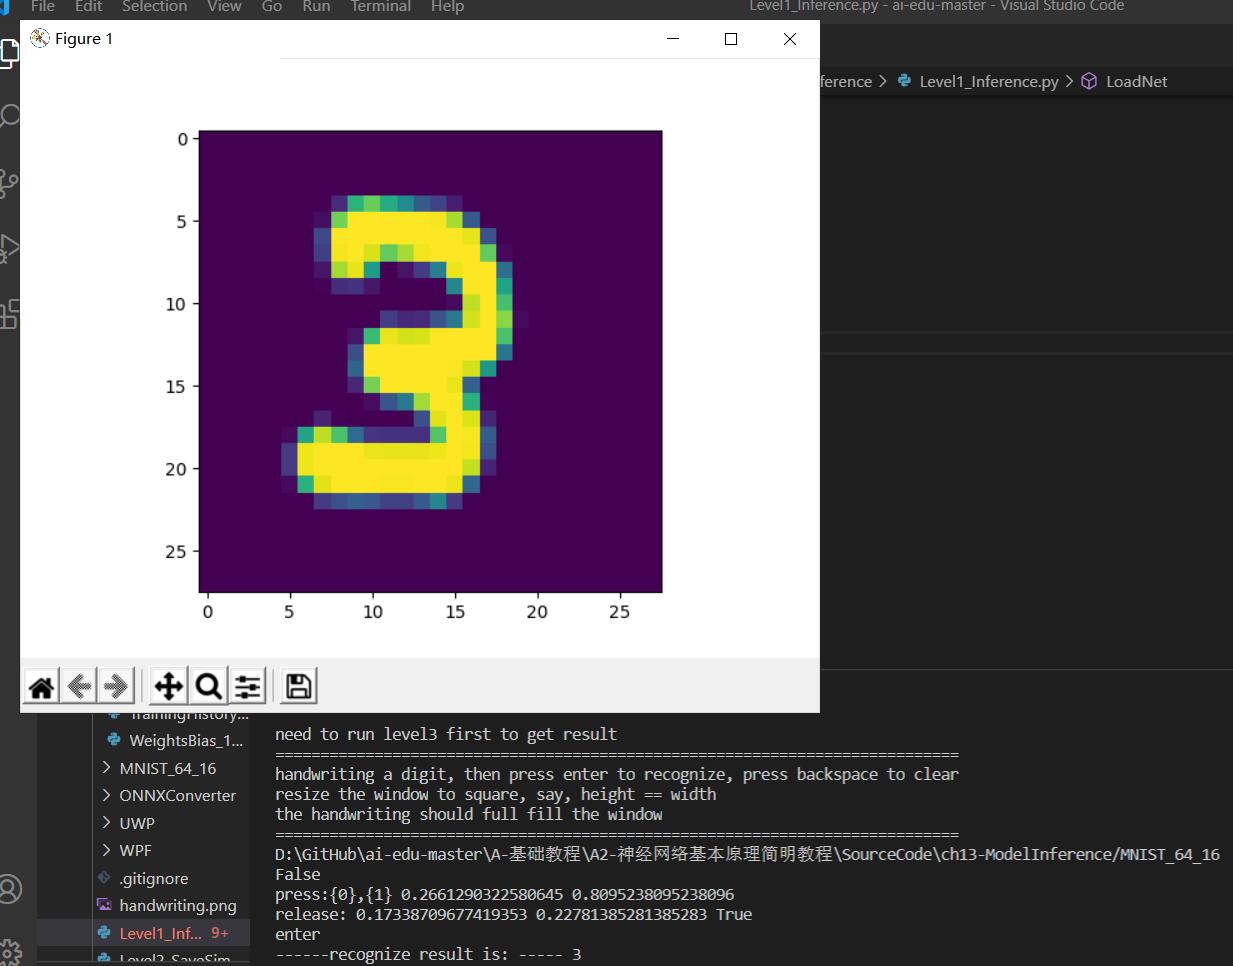 File Edit Selection View Go Run Terminal Help
Level1_Inference.py - ai-edu-master - Visual Studio Code
Figure 1
ference > Level1_Inference.py > LoadNet
0
5
10
15
20
25
0 5 10 15 20 25
TrainingHistory...
WeightsBias_1...
MNIST_64_16
ONNXConverter
UWP
WPF
.gitignore
handwriting.png
Level1_Inf... 9+
Level2_SaveSim
need to run level3 first to get result
============================================================================
handwriting a digit, then press enter to recognize, press backspace to clear
resize the window to square, say, height == width
the handwriting should full fill the window
============================================================================
D:\GitHub\ai-edu-master\A-基础教程\A2-神经网络基本原理简明教程\SourceCode\ch13-ModelInference/MNIST_64_16
False
press:{0},{1} 0.2661290322580645 0.8095238095238096
release: 0.17338709677419353 0.22781385281385283 True
enter
------recognize result is: ----- 3